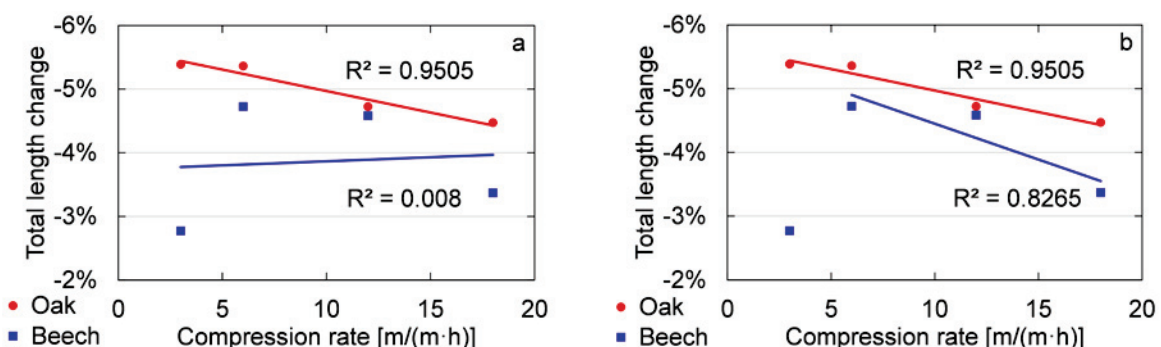 -6%
a
-5%
R² = 0.9505
-4%
R² = 0.008
-3%
-2%
0 5 10 15 20
Total length change
Compression rate [m/(m·h)]
Oak
Beech
-6%
b
-5%
R² = 0.9505
-4%
R² = 0.8265
-3%
-2%
0 5 10 15 20
Total length change
Compression rate [m/(m·h)]
Oak
Beech